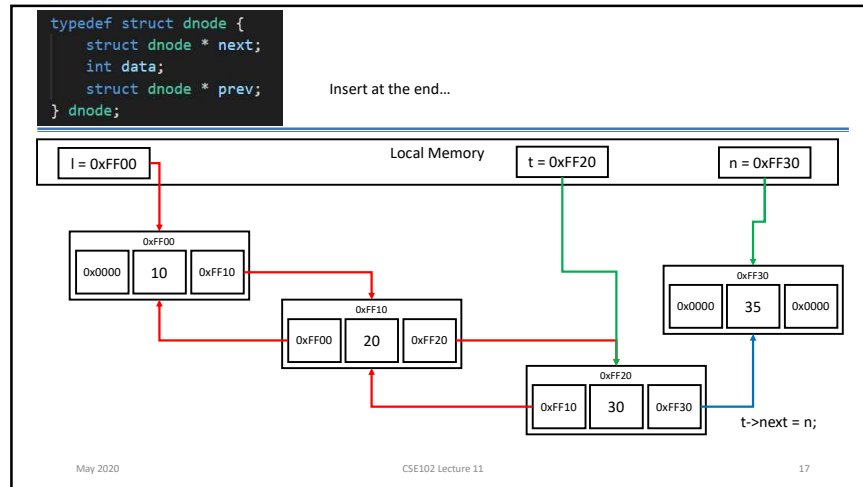 typedef struct dnode {
    struct dnode * next;
    int data;
    struct dnode * prev;
} dnode;
Insert at the end…
Local Memory
l = 0xFF00
t = 0xFF20
n = 0xFF30
0xFF00
0x0000 10 0xFF10
0xFF10
0xFF00 20 0xFF20
0xFF30
0x0000 35 0x0000
0xFF20
0xFF10 30 0xFF30
t->next = n;
May 2020
CSE102 Lecture 11
17